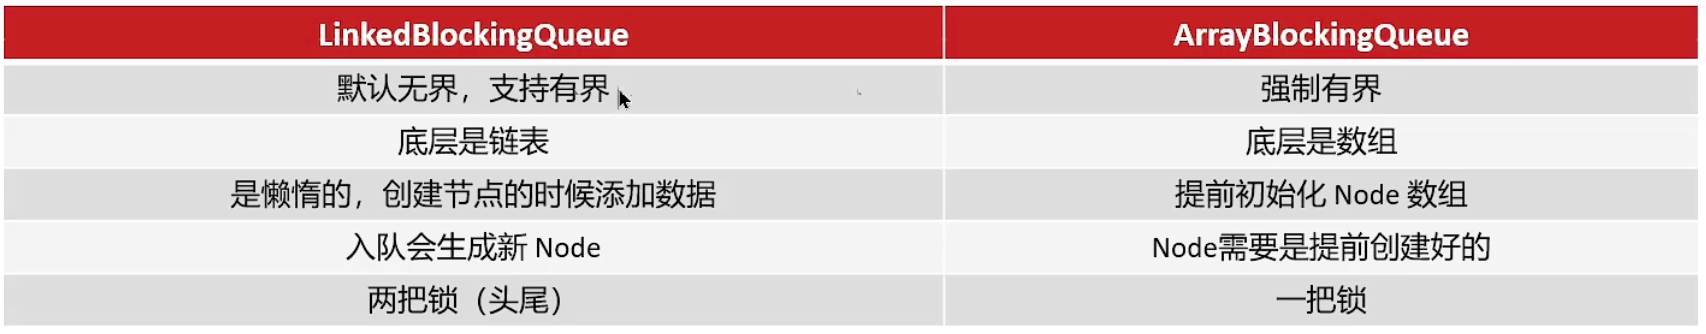 LinkedBlockingQueue ArrayBlockingQueue
默认无界，支持有界 强制有界
底层是链表 底层是数组
是懒惰的，创建节点的时候添加数据 提前初始化 Node 数组
入队会生成新 Node Node需要是提前创建好的
两把锁（头尾） 一把锁